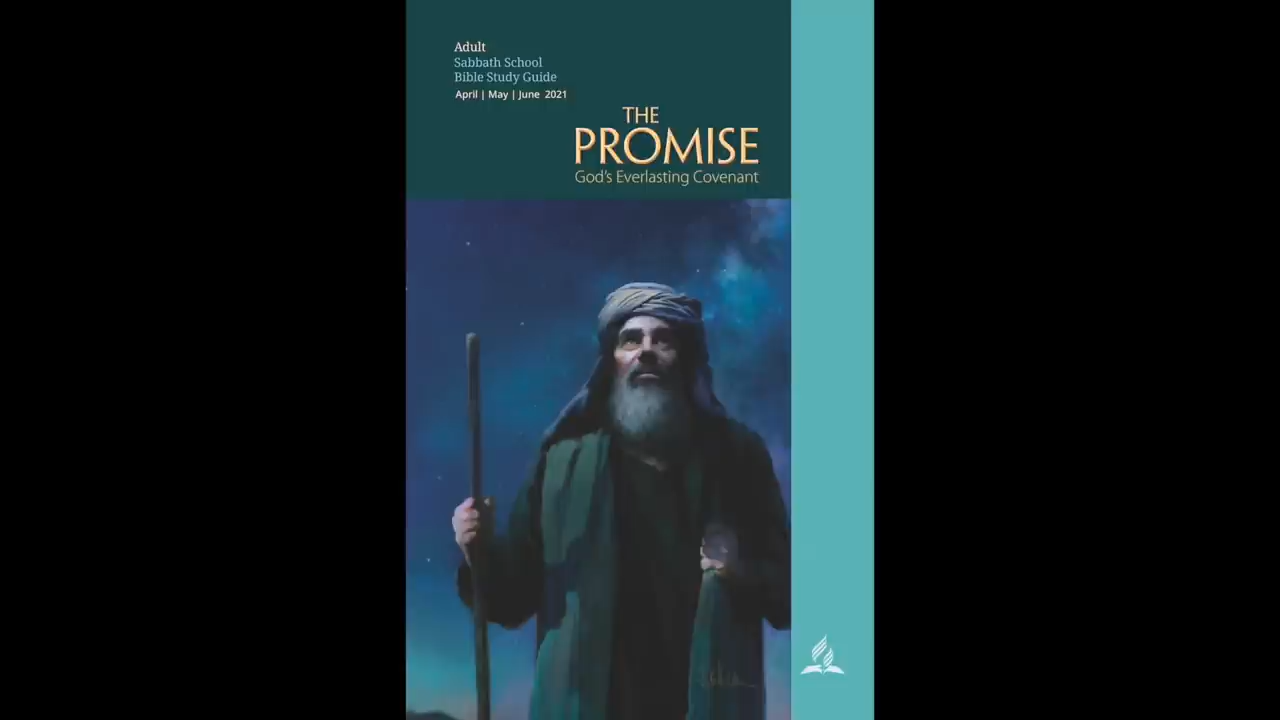 Adult
Sabbath School
Bible Study Guide
April | May | June 2021
THE
PROMISE
God's Everlasting Covenant